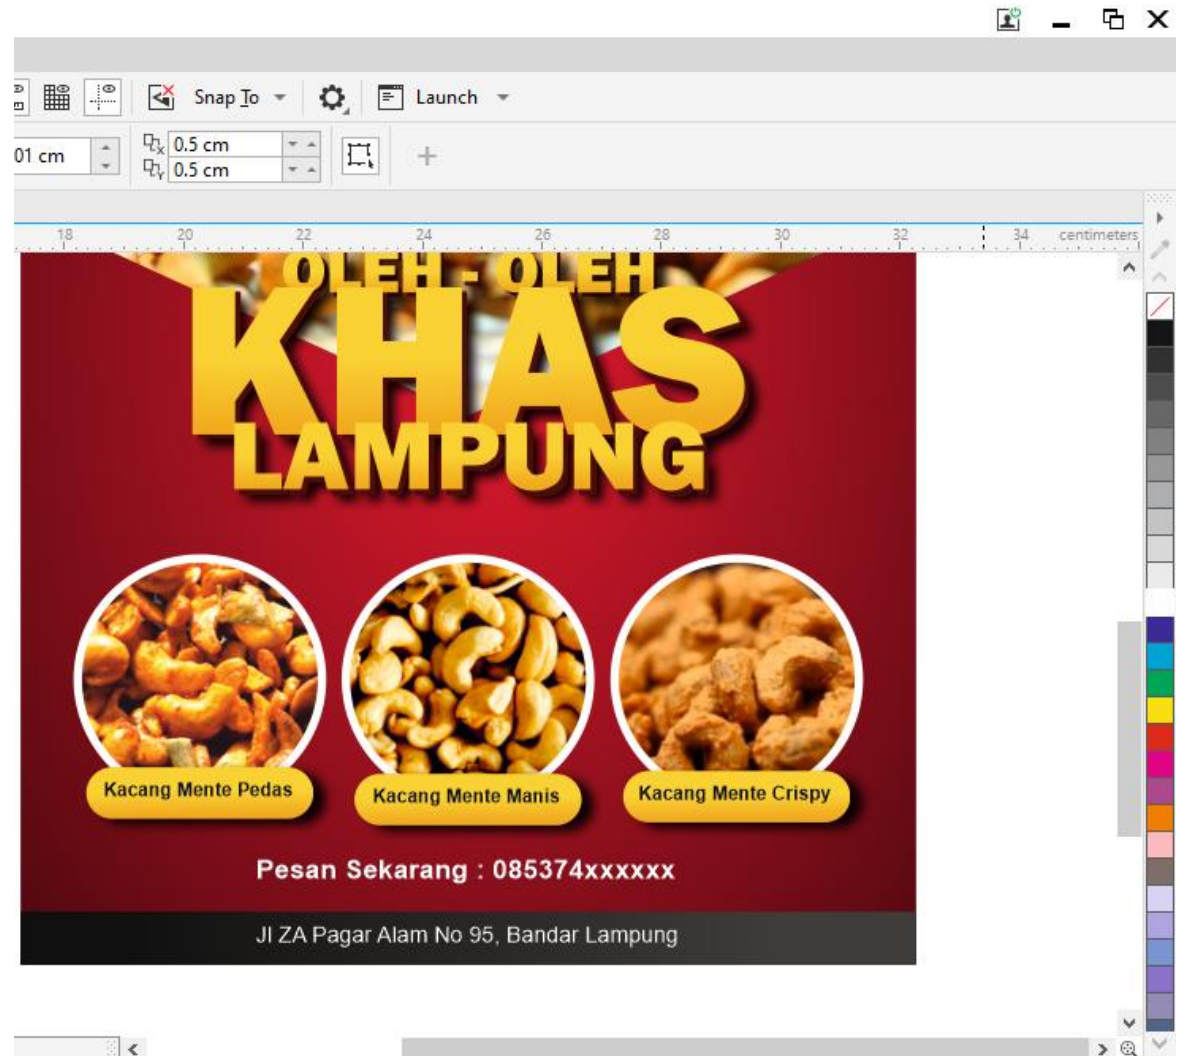 Snap To
Launch
01 cm
0.5 cm
0.5 cm
18 20 22 24 26 28 30 32 34 centimeters
OLEH - OLEH
KHAS
LAMPUNG
Kacang Mente Pedas
Kacang Mente Manis
Kacang Mente Crispy
Pesan Sekarang : 085374xxxxxx
Jl ZA Pagar Alam No 95, Bandar Lampung